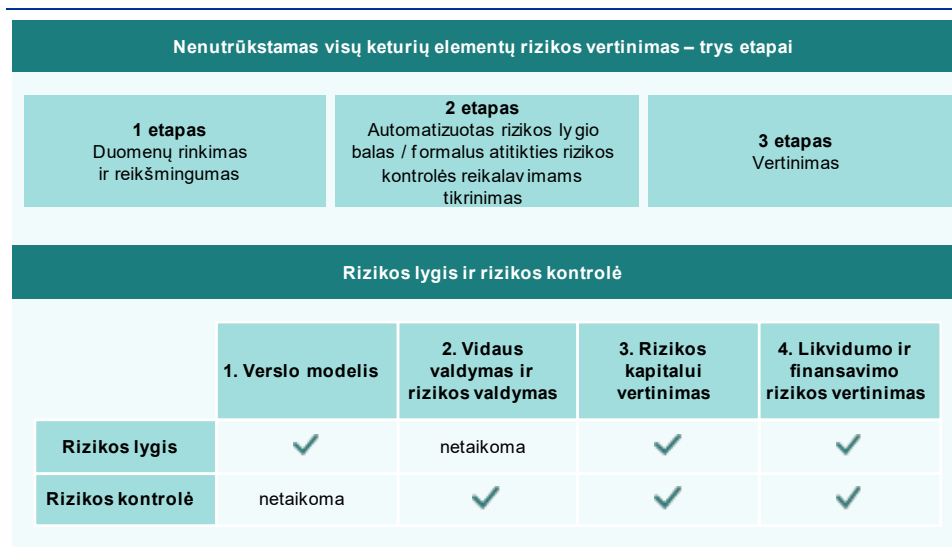 Nenutrūkstamas visų keturių elementų rizikos vertinimas – trys etapai
1 etapas
Duomenų rinkimas
ir reikšmingumas
2 etapas
Automatizuotas rizikos lygio
balas / formalus atitikties rizikos
kontrolės reikalavimams
tikrinimas
3 etapas
Vertinimas
Rizikos lygis ir rizikos kontrolė
1. Verslo modelis
2. Vidaus
valdymas ir
rizikos valdymas
3. Rizikos
kapitalui
vertinimas
4. Likvidumo ir
finansavimo
rizikos vertinimas
Rizikos lygis
netaikoma
Rizikos kontrolė
netaikoma